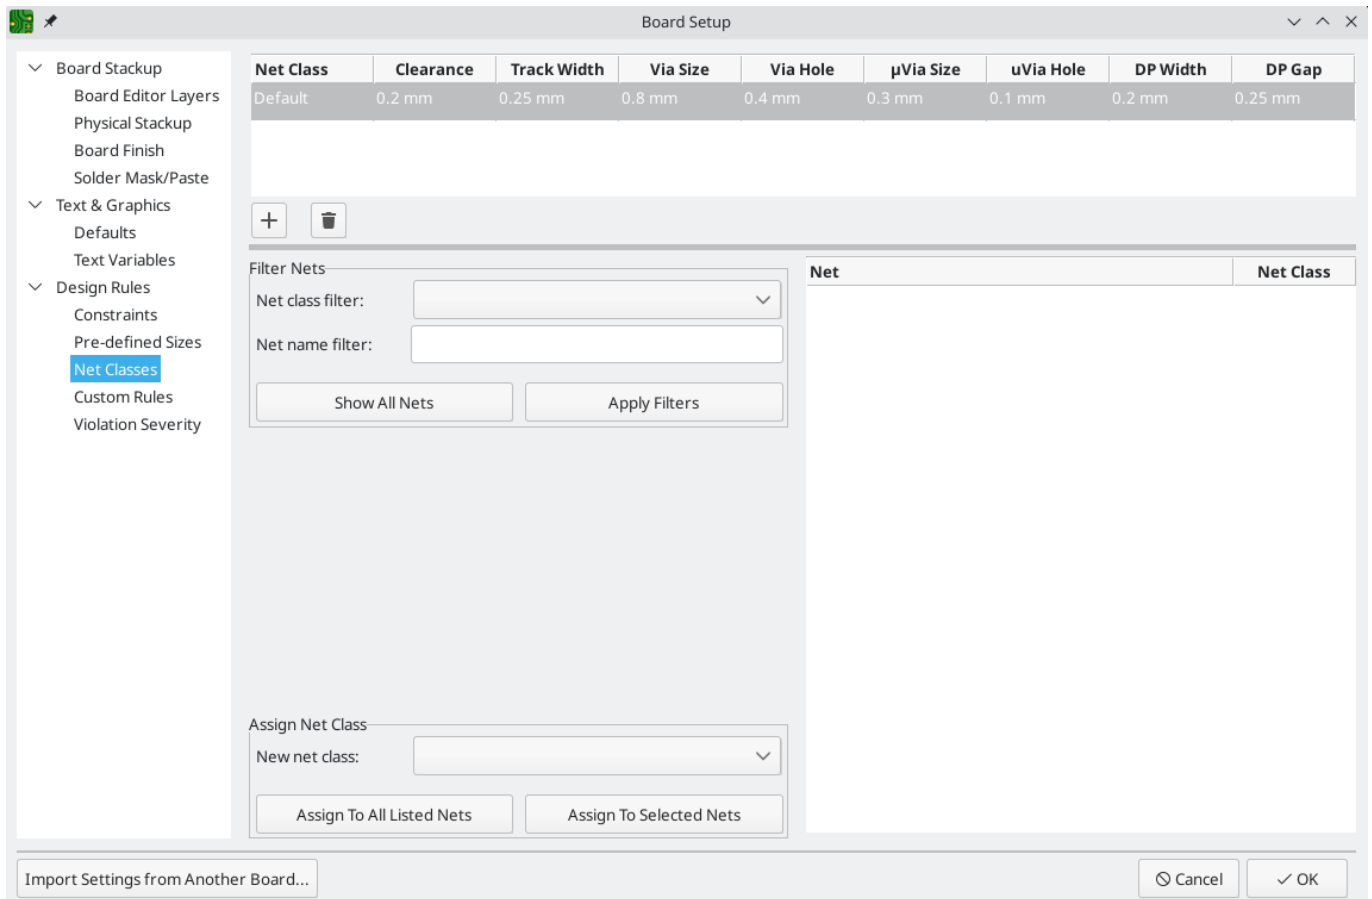 Board Setup
Board Stackup
Board Editor Layers
Physical Stackup
Board Finish
Solder Mask/Paste
Text & Graphics
Defaults
Text Variables
Design Rules
Constraints
Pre-defined Sizes
Net Classes
Custom Rules
Violation Severity
Net Class Clearance Track Width Via Size Via Hole µVia Size uVia Hole DP Width DP Gap
Default 0.2 mm 0.25 mm 0.8 mm 0.4 mm 0.3 mm 0.1 mm 0.2 mm 0.25 mm
Filter Nets
Net class filter:
Net name filter:
Show All Nets Apply Filters
Net Net Class
Assign Net Class
New net class:
Assign To All Listed Nets Assign To Selected Nets
Import Settings from Another Board... Cancel OK